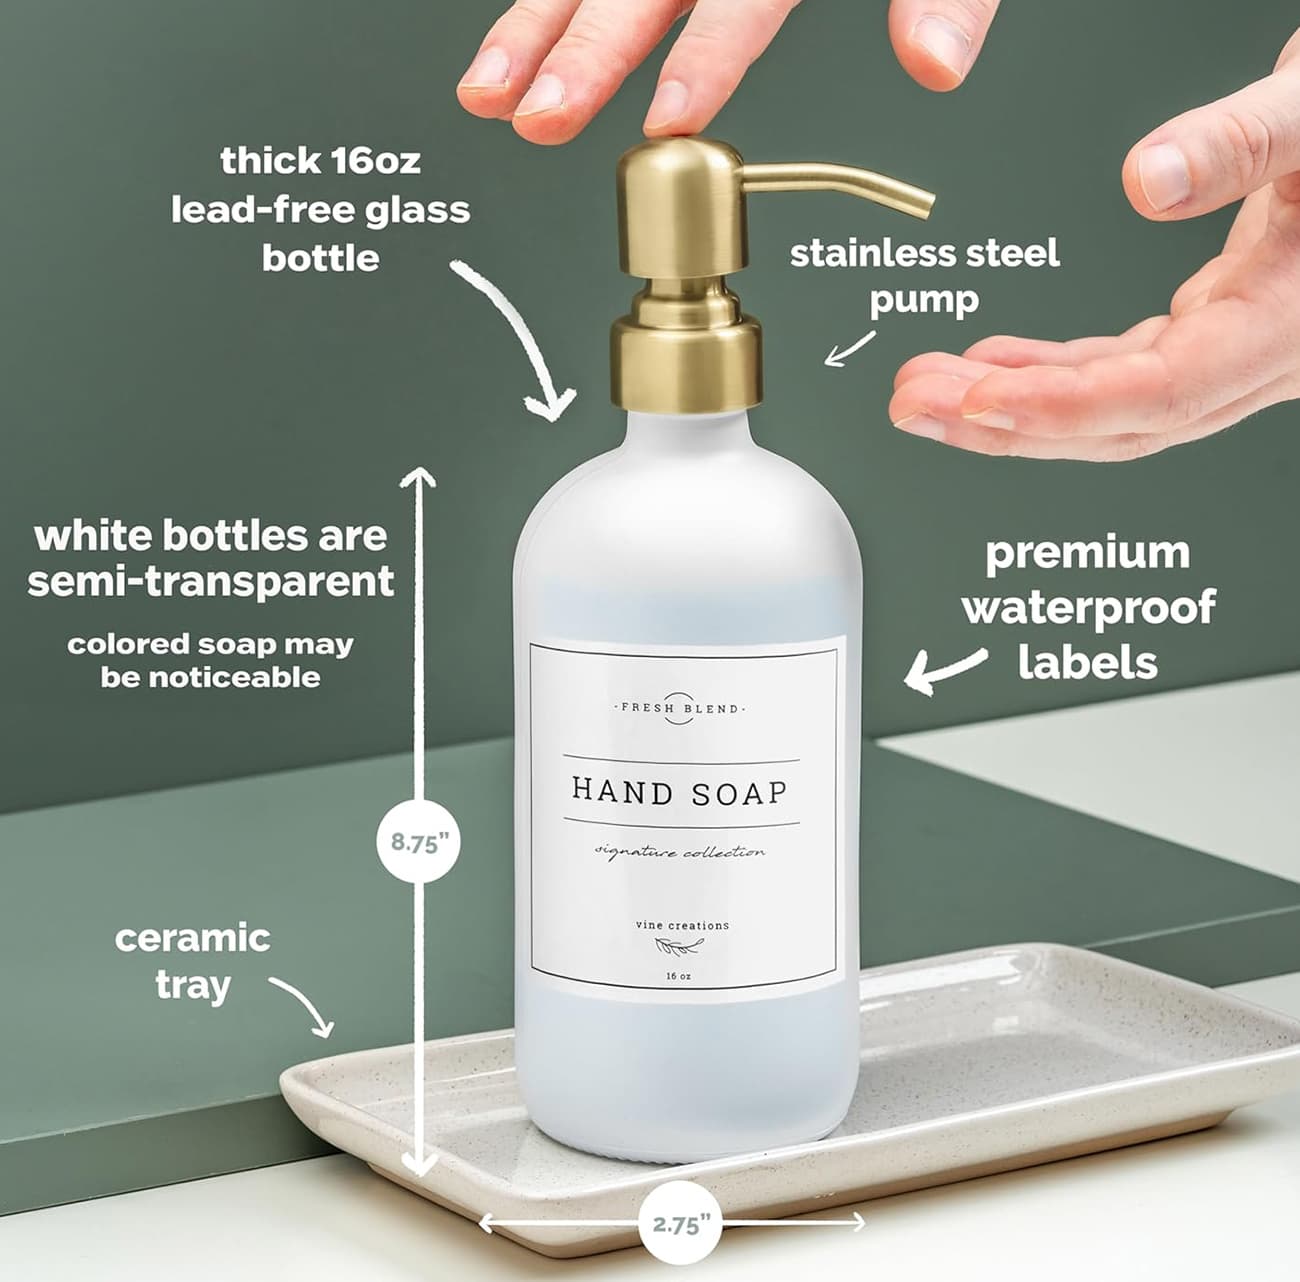 thick 16oz
lead-free glass
bottle
stainless steel
pump
white bottles are
semi-transparent
colored soap may
be noticeable
premium
waterproof
labels
-FRESH BLEND-
HAND SOAP
signature collection
vine creations
16 oz
8.75”
ceramic
tray
2.75”